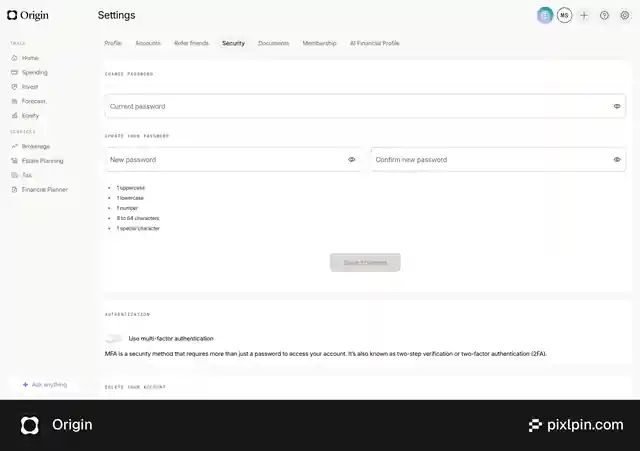 Origin
Settings
MS
Profile Accounts Refer friends Security Documents Membership AI Financial Profile
TOOLS
Home
Spending
Invest
Forecast
Equity
SERVICES
Brokerage
Estate Planning
Tax
Financial Planner
Ask anything
CHANGE PASSWORD
Current password
UPDATE YOUR PASSWORD
New password Confirm new password
1 uppercase
1 lowercase
1 number
8 to 64 characters
1 special character
AUTHENTICATION
Use multi-factor authentication
MFA is a security method that requires more than just a password to access your account. It's also known as two-step verification or two-factor authentication (2FA).
DELETE YOUR ACCOUNT
Origin
pixlpin.com